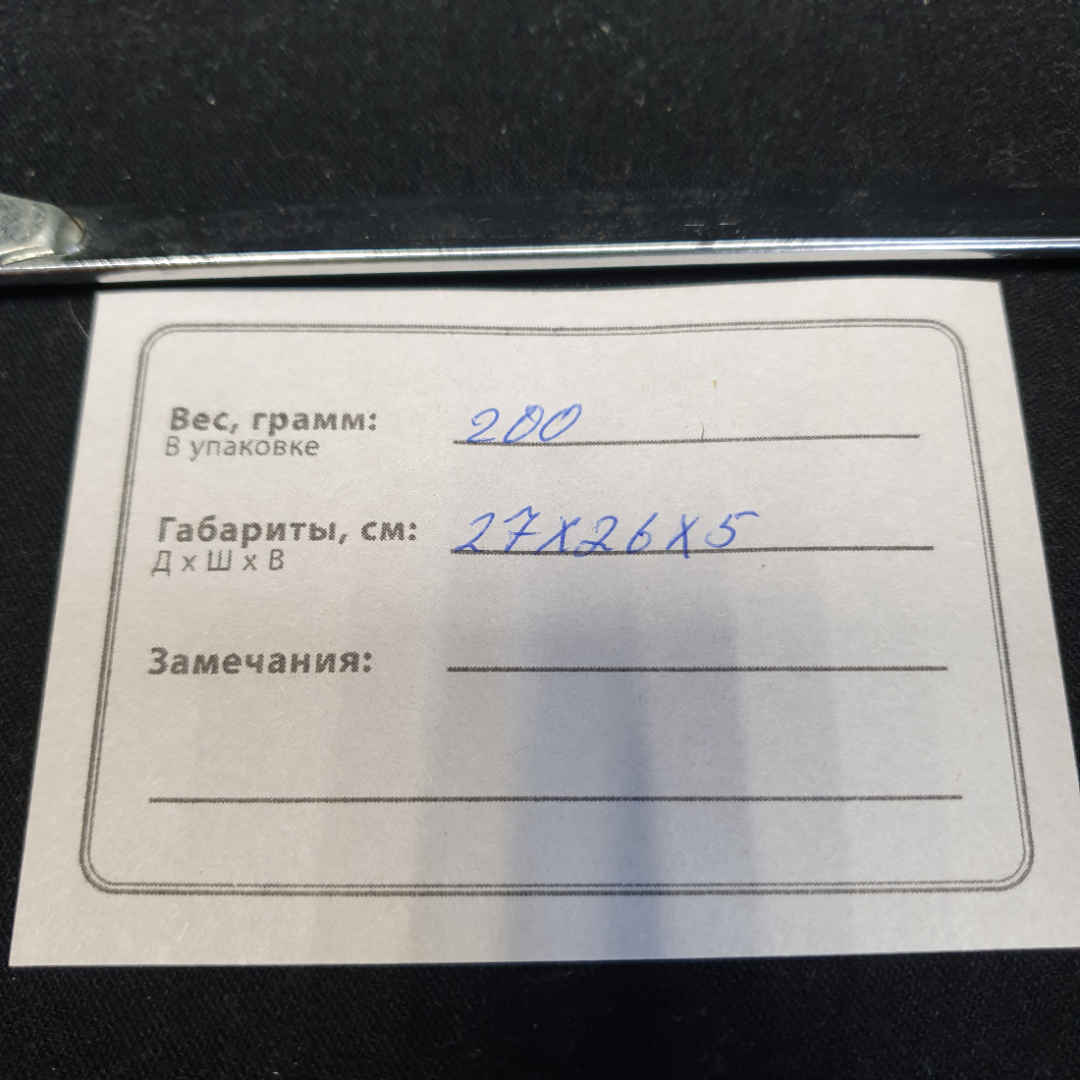 Вес, грамм: 200
В упаковке
Габариты, см: 27х26х5
Д х Ш х В
Замечания: